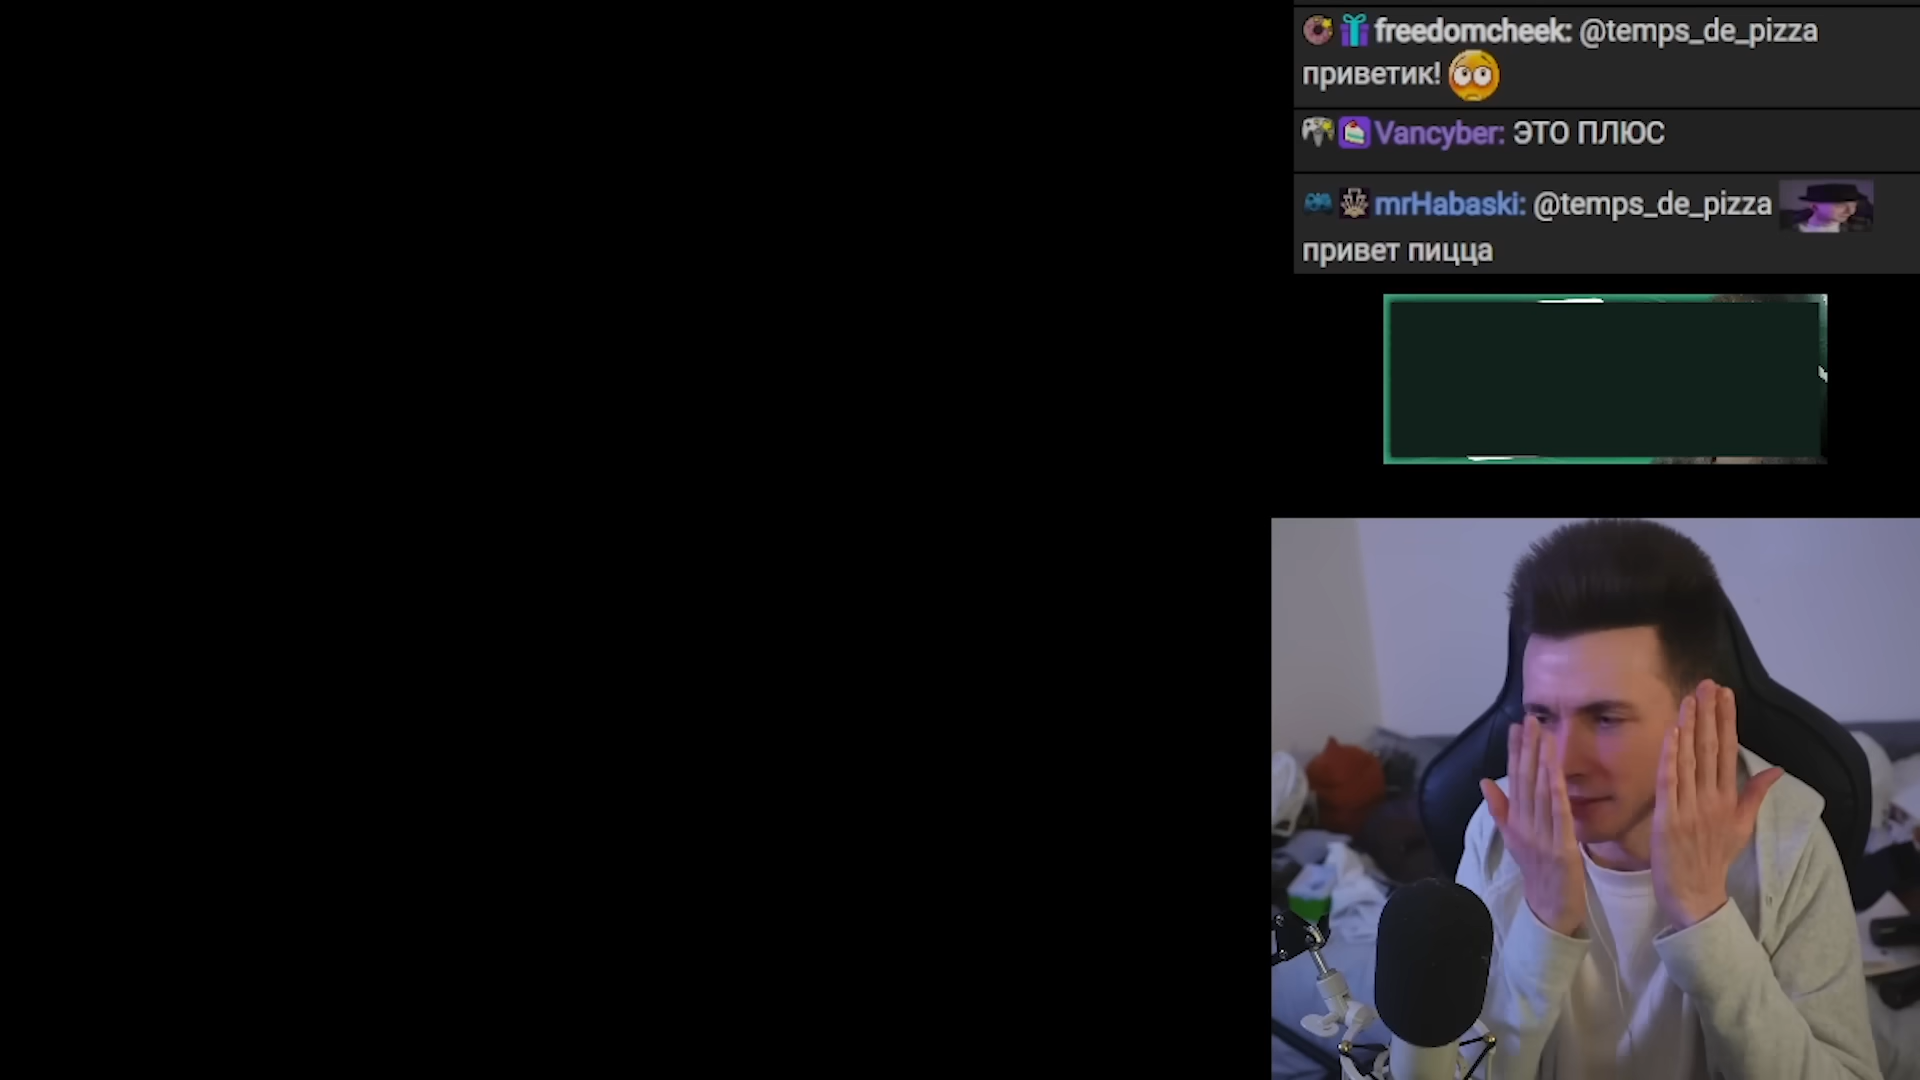 freedomcheek: @temps_de_pizza
приветик!
Vancyber: ЭТО ПЛЮС
mrHabaski: @temps_de_pizza
привет пицца